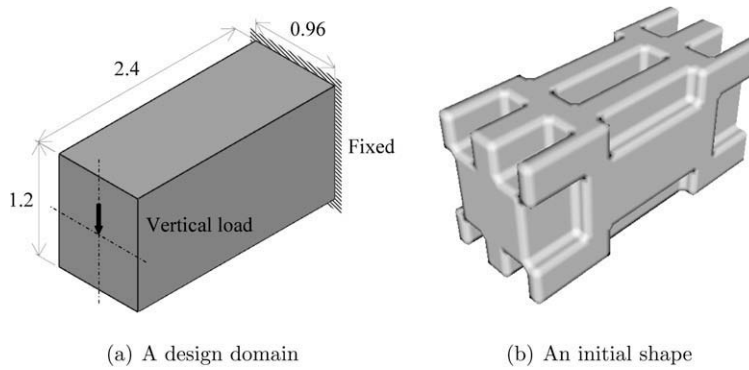 0.96
2.4
Fixed
1.2
Vertical load
(a) A design domain
(b) An initial shape